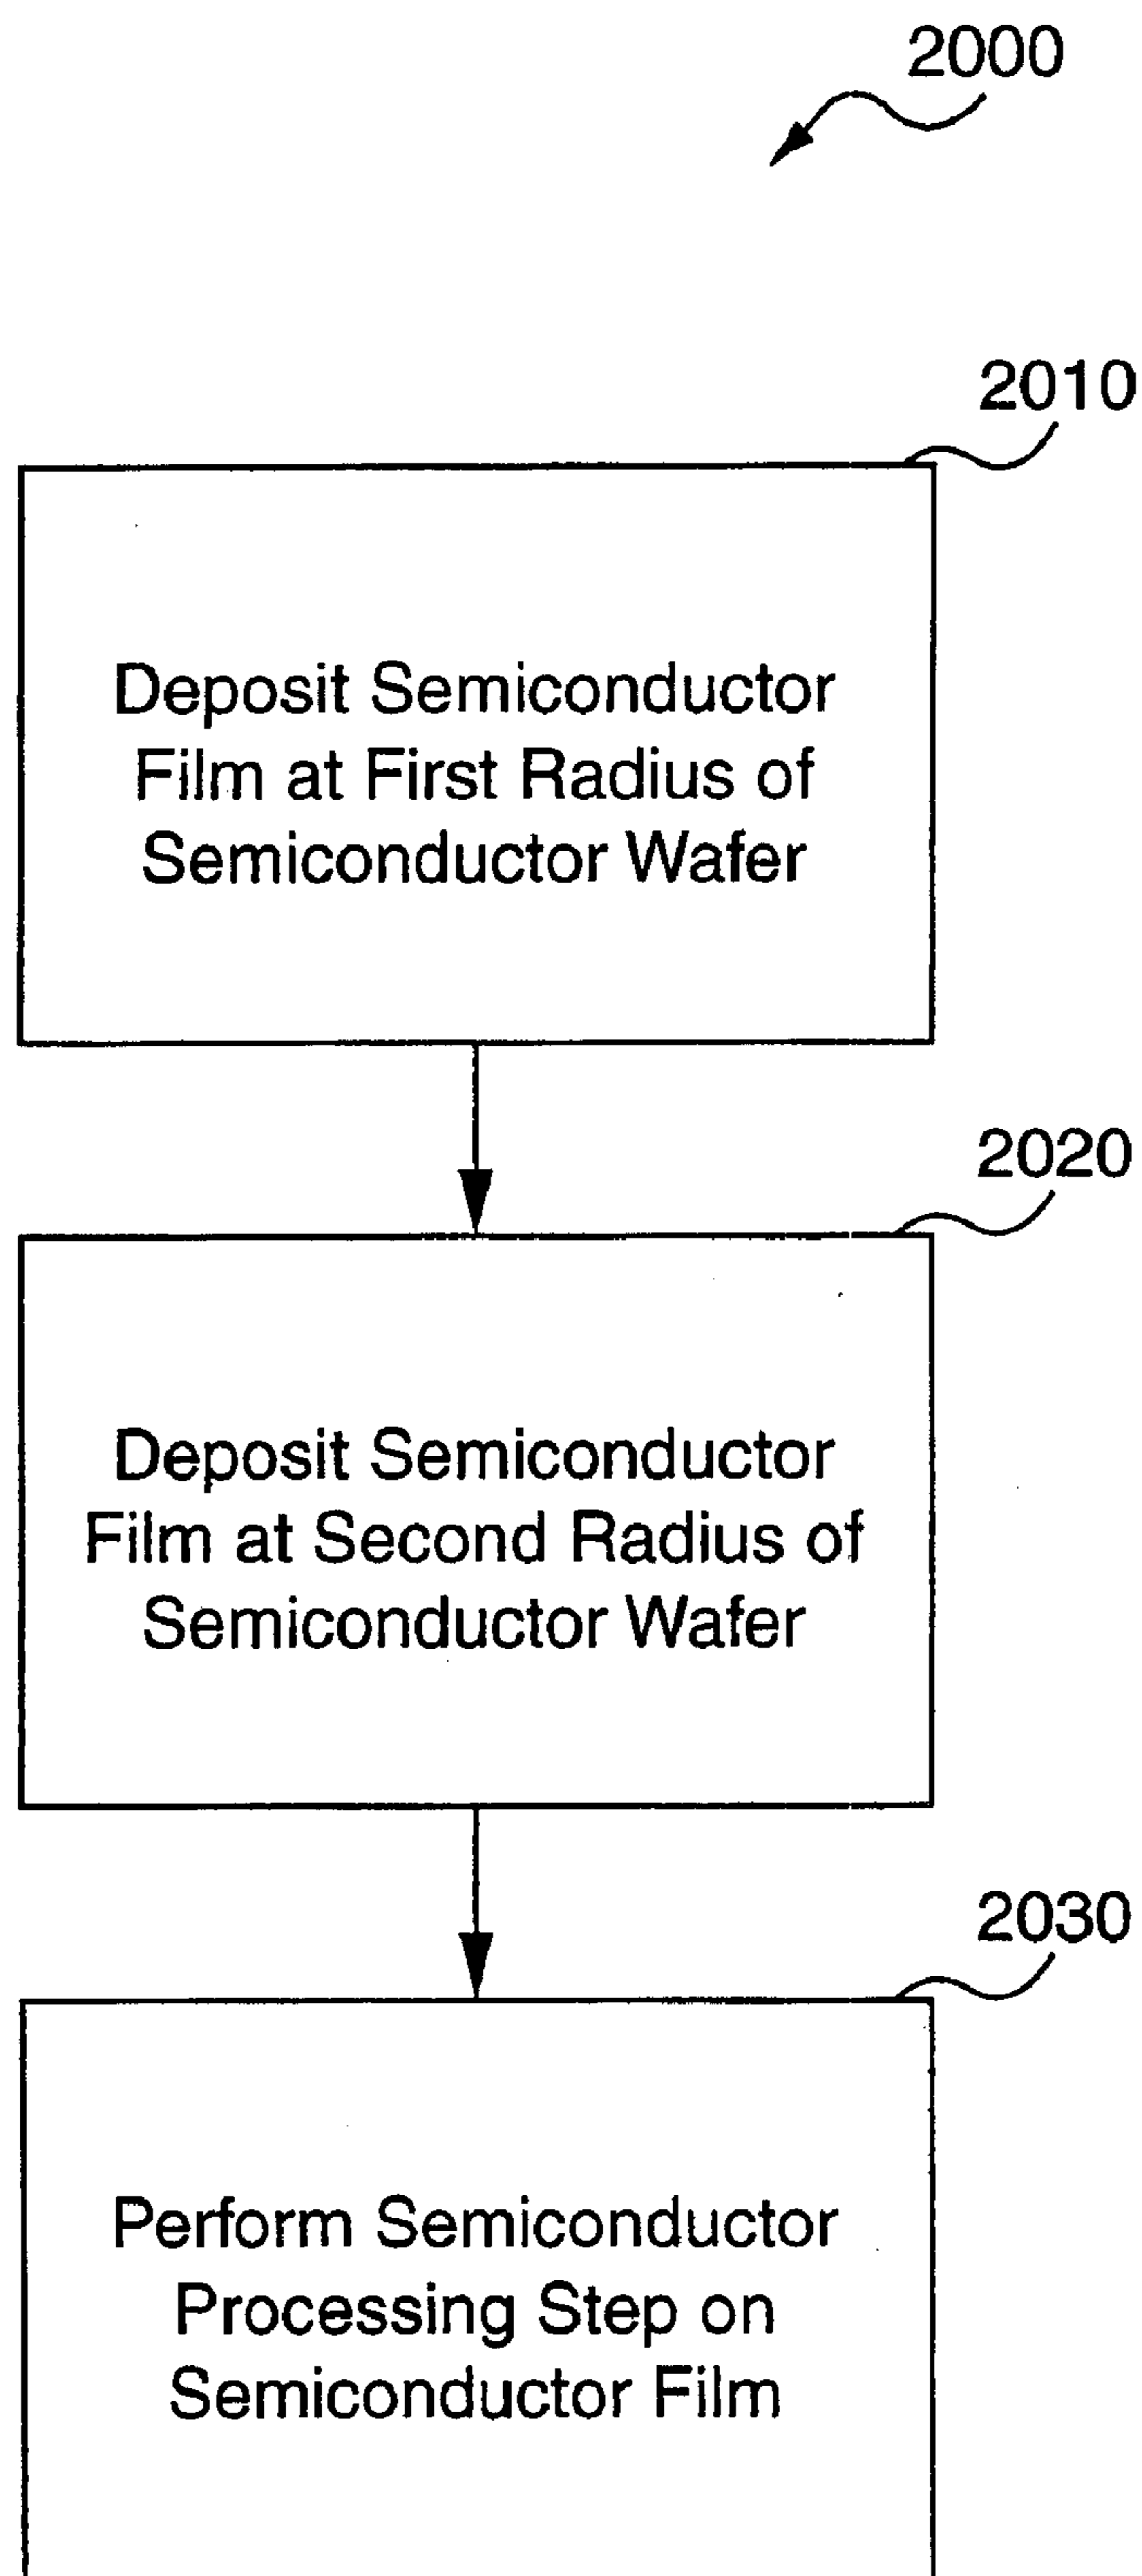 2000
2010
Deposit Semiconductor
Film at First Radius of
Semiconductor Wafer
2020
Deposit Semiconductor
Film at Second Radius of
Semiconductor Wafer
2030
Perform Semiconductor
Processing Step on
Semiconductor Film